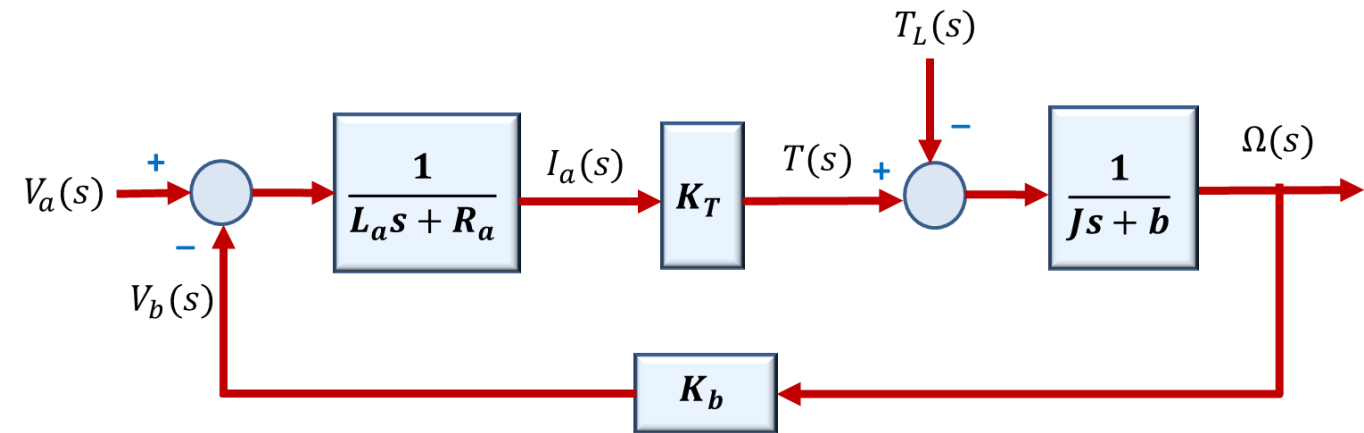 T_L(s)
V_a(s)
+
−
1
L_a s + R_a
I_a(s)
K_T
T(s)
+
−
1
Js + b
Ω(s)
V_b(s)
K_b